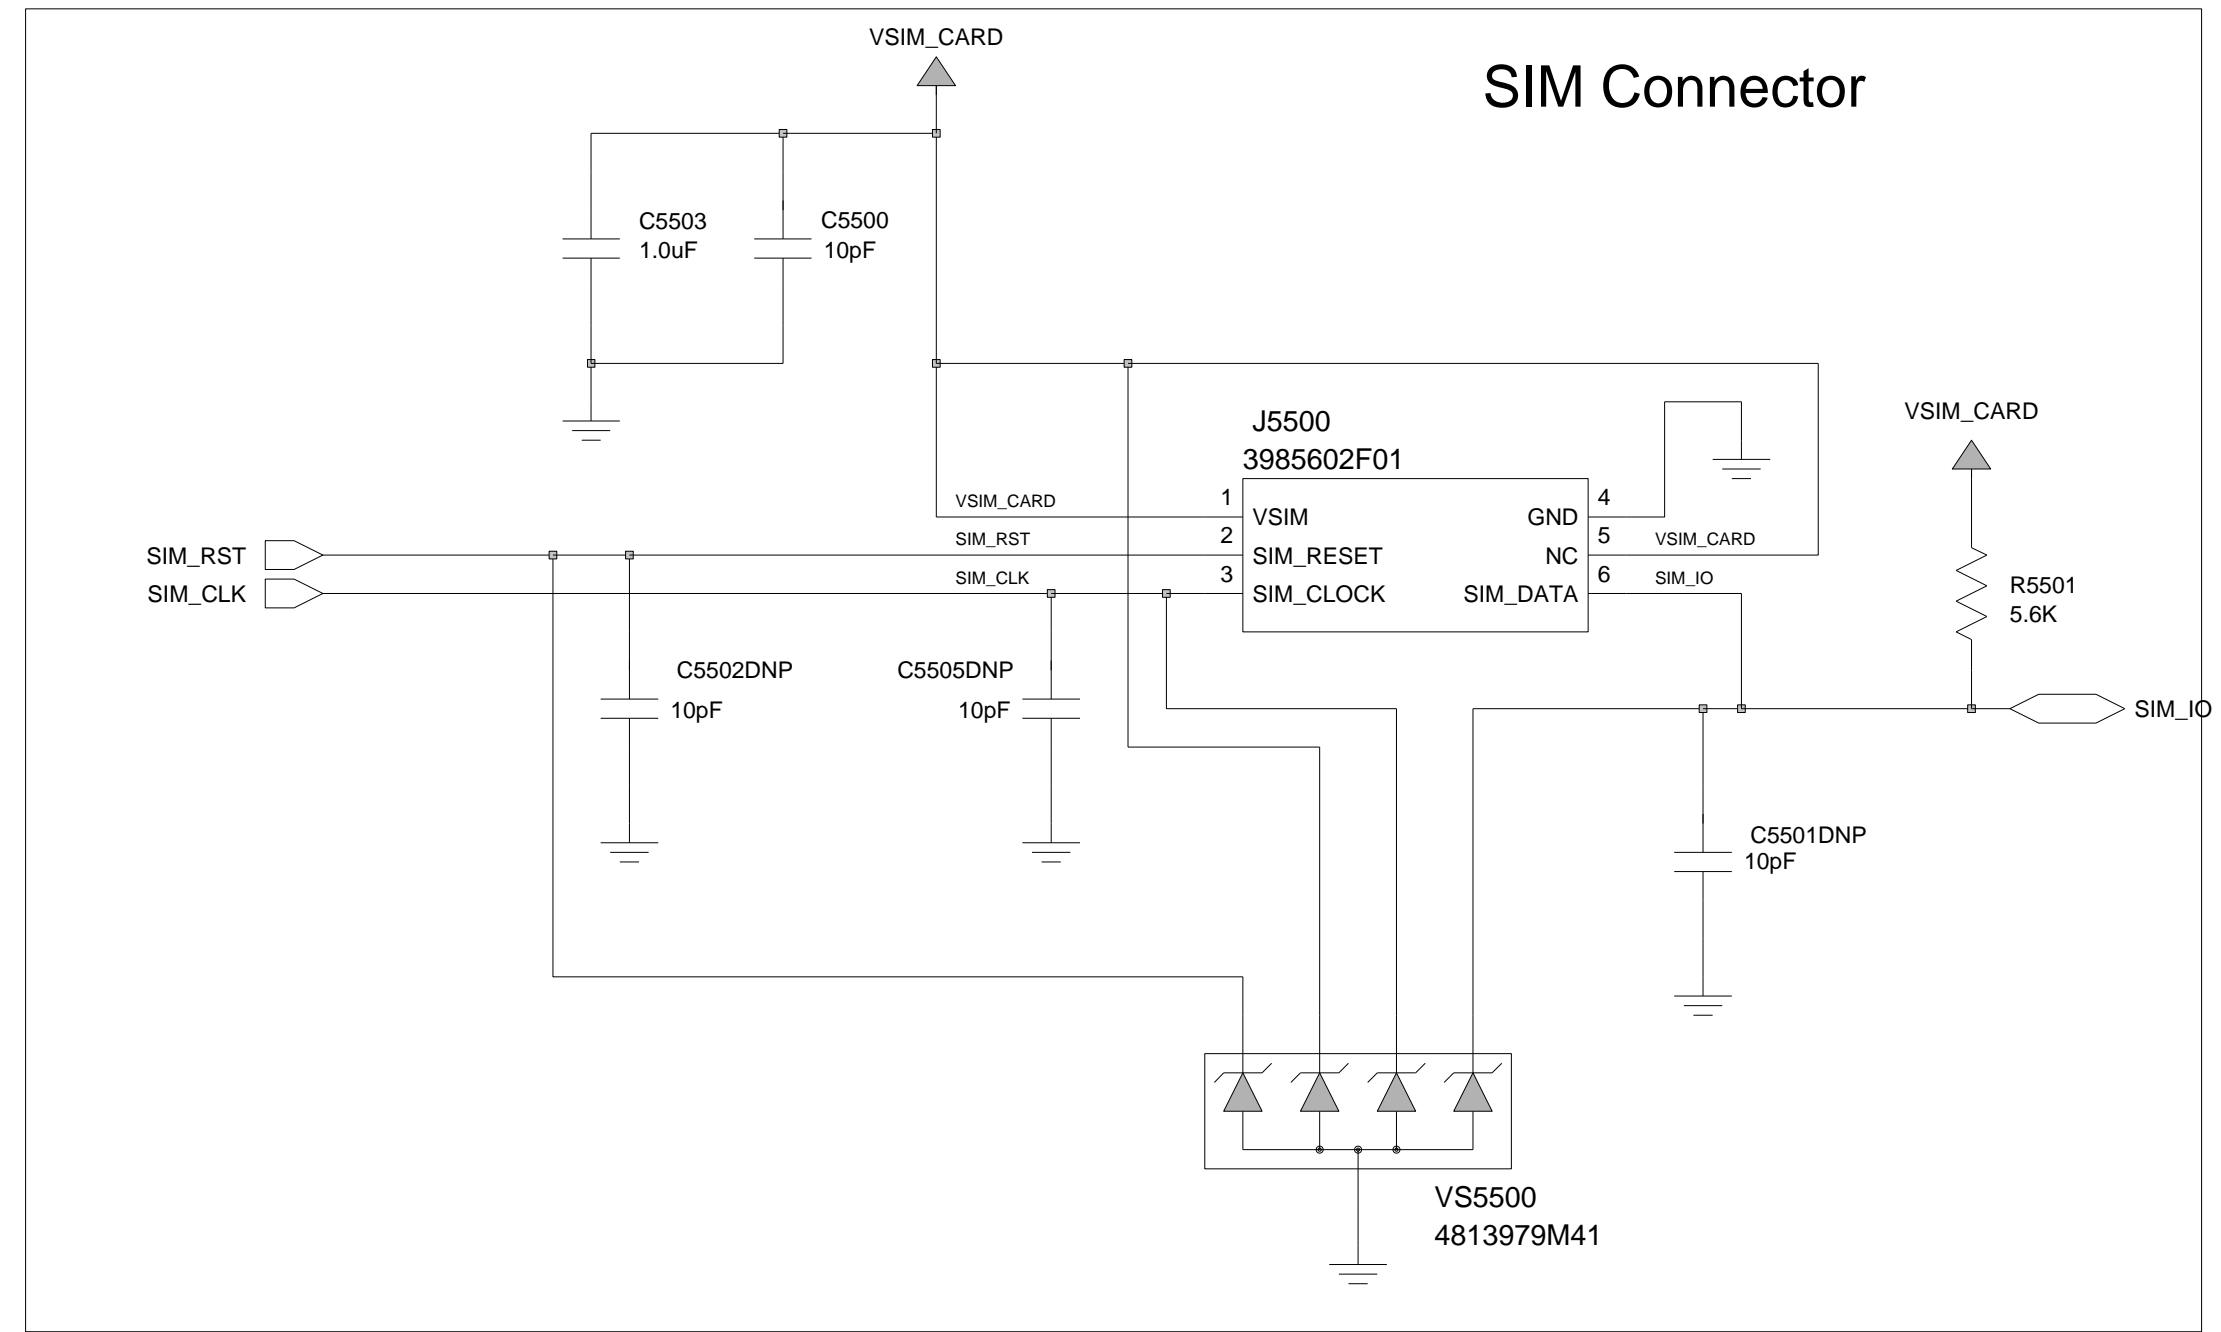 VSIM_CARD
SIM Connector
C5503
1.0uF
C5500
10pF
J5500
3985602F01
VSIM_CARD
VSIM_CARD
1
VSIM
GND
4
SIM_RST
SIM_RST
2
SIM_RESET
NC
5
VSIM_CARD
SIM_CLK
SIM_CLK
3
SIM_CLOCK
SIM_DATA
6
SIM_IO
R5501
5.6K
C5502DNP
10pF
C5505DNP
10pF
SIM_IO
C5501DNP
10pF
VS5500
4813979M41